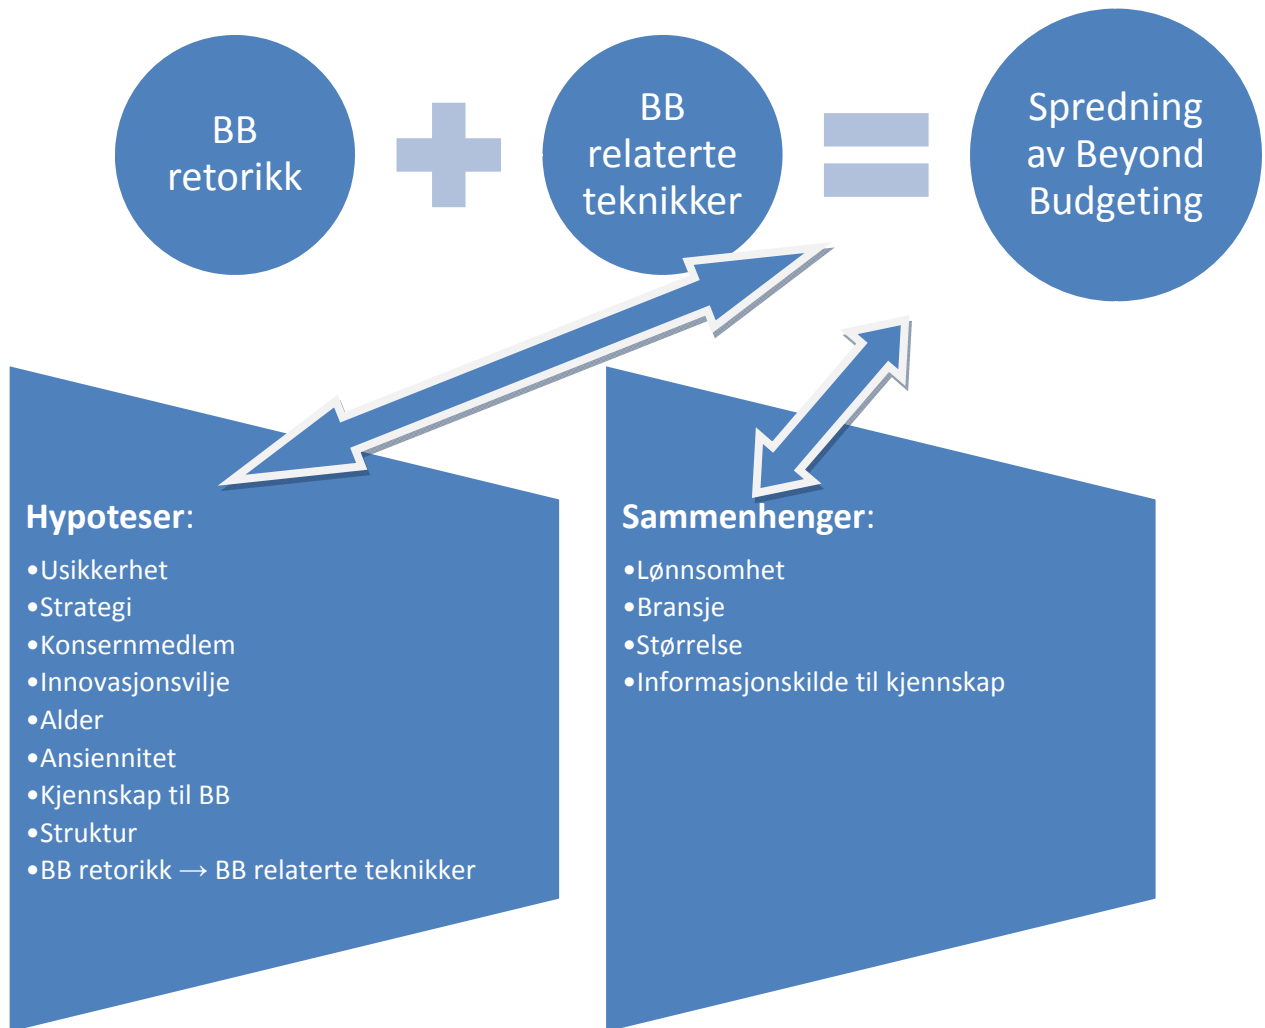 BB
retorikk
BB
relaterte
teknikker
Spredning
av Beyond
Budgeting
Hypoteser:
•Usikkerhet
•Strategi
•Konsernmedlem
•Innovasjonsvilje
•Alder
•Ansiennitet
•Kjennskap til BB
•Struktur
•BB retorikk → BB relaterte teknikker
Sammenhenger:
•Lønnsomhet
•Bransje
•Størrelse
•Informasjonskilde til kjennskap